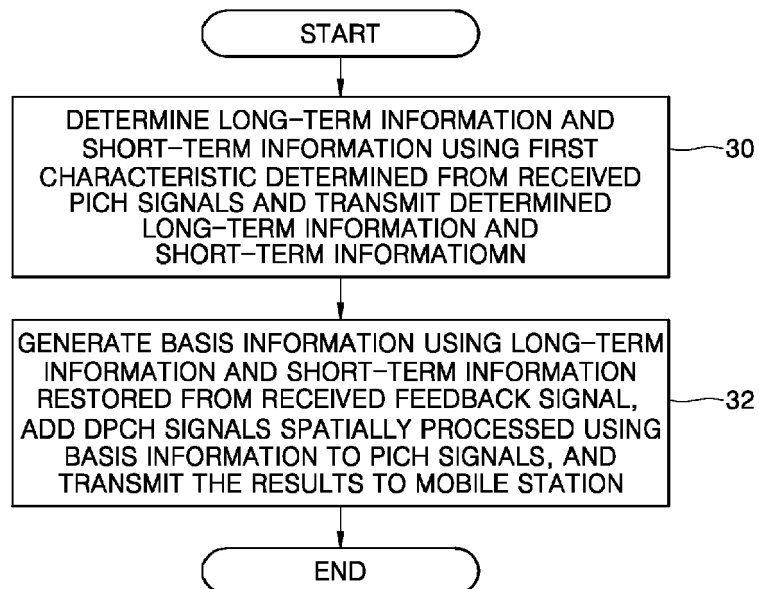 START
DETERMINE LONG-TERM INFORMATION AND
SHORT-TERM INFORMATION USING FIRST
CHARACTERISTIC DETERMINED FROM RECEIVED
PICH SIGNALS AND TRANSMIT DETERMINED
LONG-TERM INFORMATION AND
SHORT-TERM INFORMATIOMN
30
GENERATE BASIS INFORMATION USING LONG-TERM
INFORMATION AND SHORT-TERM INFORMATION
RESTORED FROM RECEIVED FEEDBACK SIGNAL,
ADD DPCH SIGNALS SPATIALLY PROCESSED USING
BASIS INFORMATION TO PICH SIGNALS, AND
TRANSMIT THE RESULTS TO MOBILE STATION
32
END